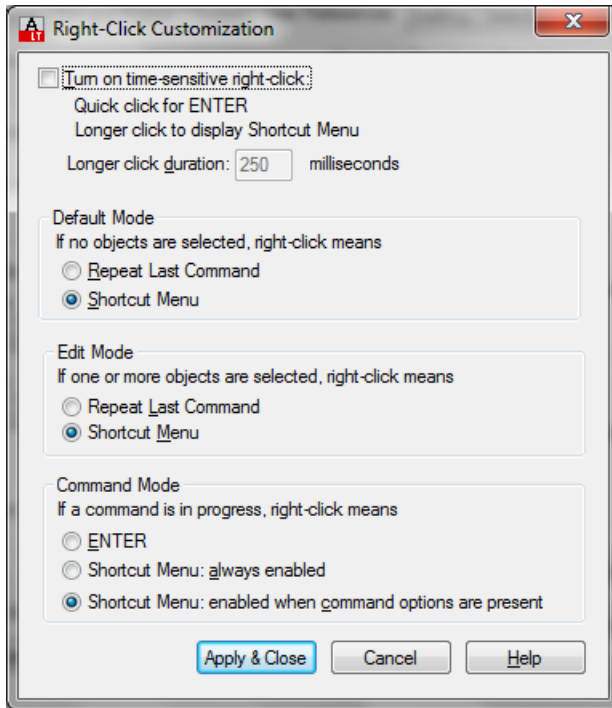 A
LT
Right-Click Customization
X
Turn on time-sensitive right-click:
Quick click for ENTER
Longer click to display Shortcut Menu
Longer click duration: 250 milliseconds
Default Mode
If no objects are selected, right-click means
Repeat Last Command
Shortcut Menu
Edit Mode
If one or more objects are selected, right-click means
Repeat Last Command
Shortcut Menu
Command Mode
If a command is in progress, right-click means
ENTER
Shortcut Menu: always enabled
Shortcut Menu: enabled when command options are present
Apply & Close Cancel Help